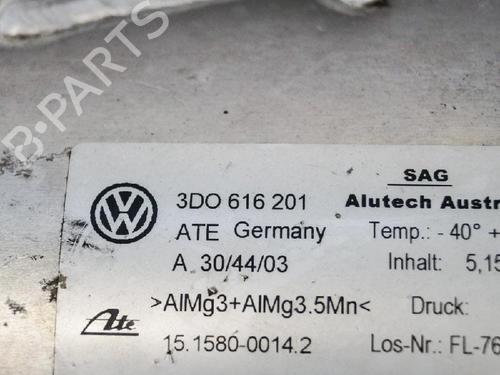 B-PARTS
SAG
3DO 616 201 Alutech Austr
ATE Germany Temp.: - 40° +
A 30/44/03 Inhalt: 5,15
>AlMg3+AlMg3.5Mn< Druck:
Ate 15.1580-0014.2 Los-Nr.: FL-76